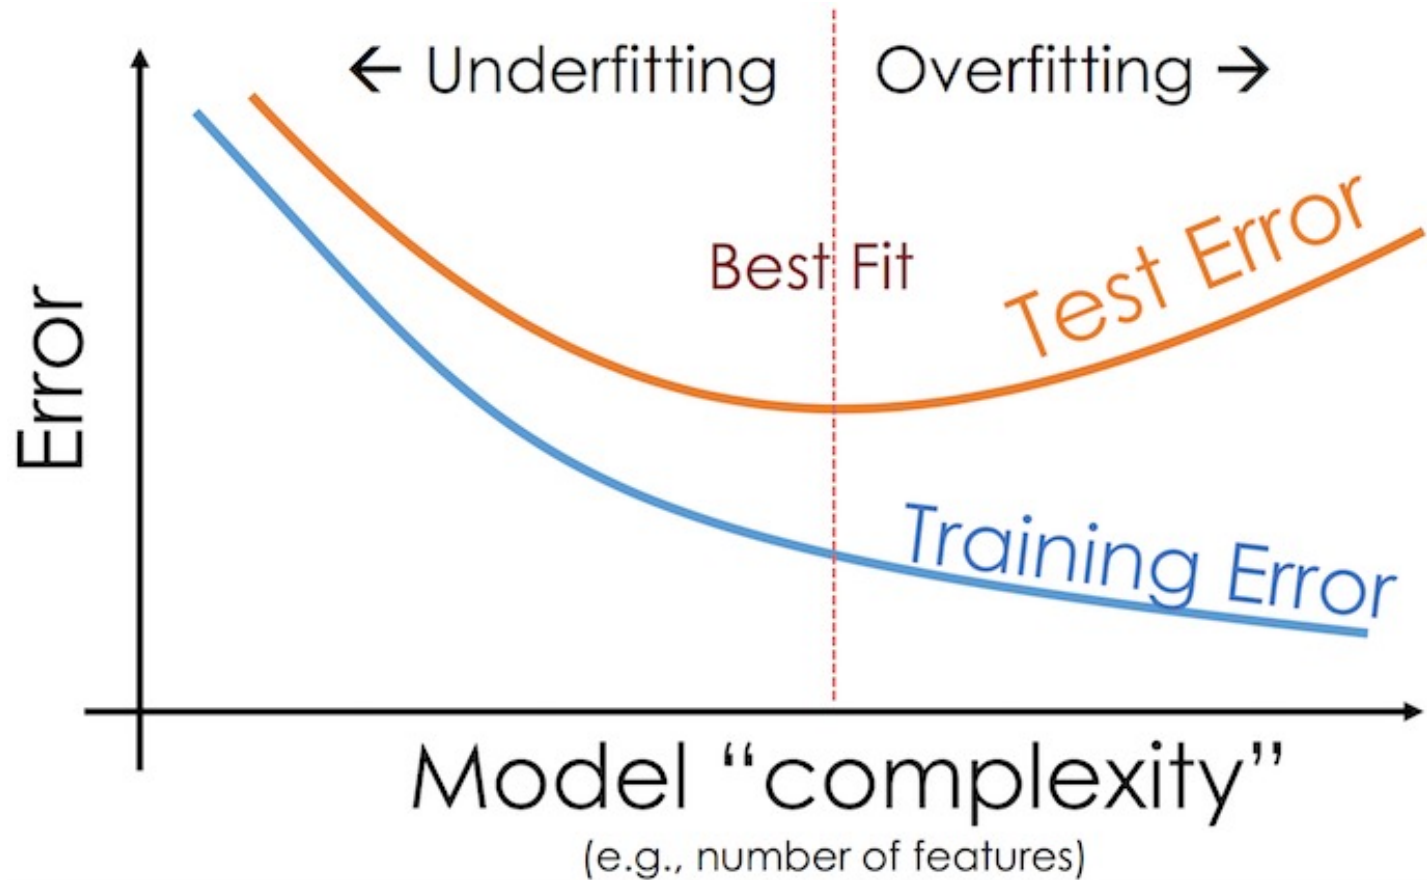 ← Underfitting
Overfitting →
Best Fit
Test Error
Error
Training Error
Model “complexity”
(e.g., number of features)